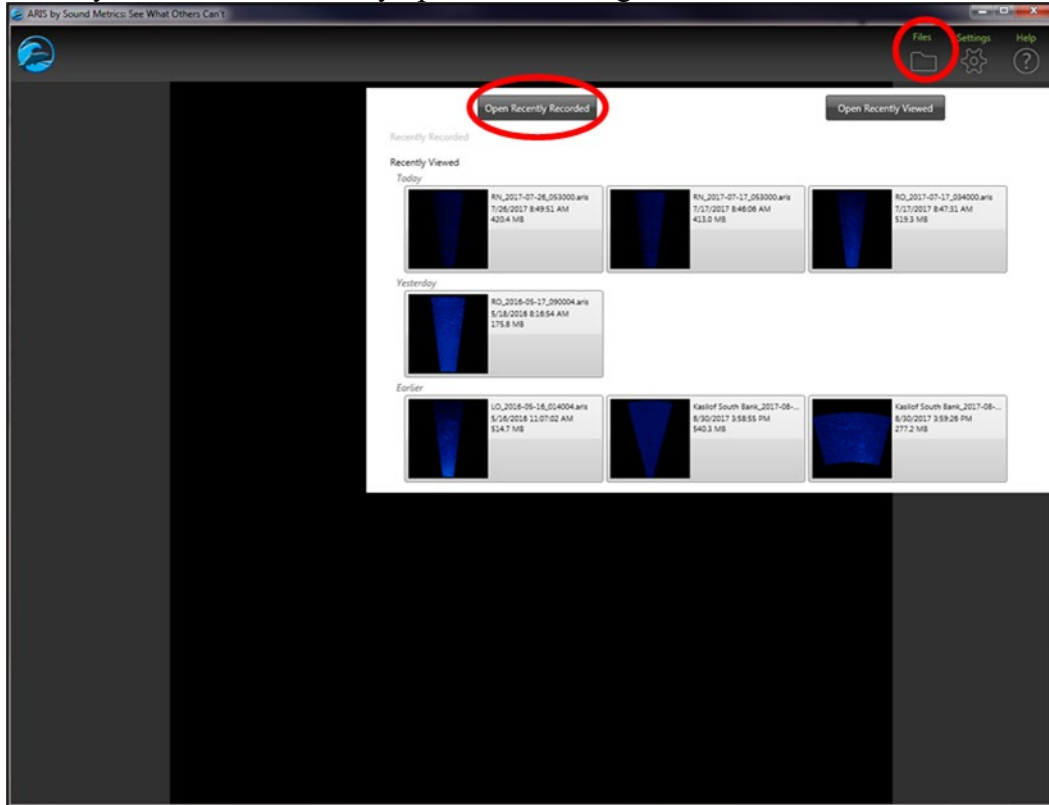 ARIS by Sound Metrics: See What Others Can't
Files Settings Help
Open Recently Recorded
Open Recently Viewed
Recently Recorded
Recently Viewed
Today
RN_2017-07-26_053000.aris
7/26/2017 8:49:51 AM
420.4 MB
RN_2017-07-17_053000.aris
7/17/2017 8:46:06 AM
413.0 MB
RO_2017-07-17_034000.aris
7/17/2017 8:47:31 AM
519.3 MB
Yesterday
RO_2016-05-17_090004.aris
5/18/2016 8:16:54 AM
175.8 MB
Earlier
LO_2016-05-16_014004.aris
5/16/2016 11:07:02 AM
514.7 MB
Kasilof South Bank_2017-08-...
8/30/2017 3:58:55 PM
540.3 MB
Kasilof South Bank_2017-08-...
8/30/2017 3:59:26 PM
277.2 MB